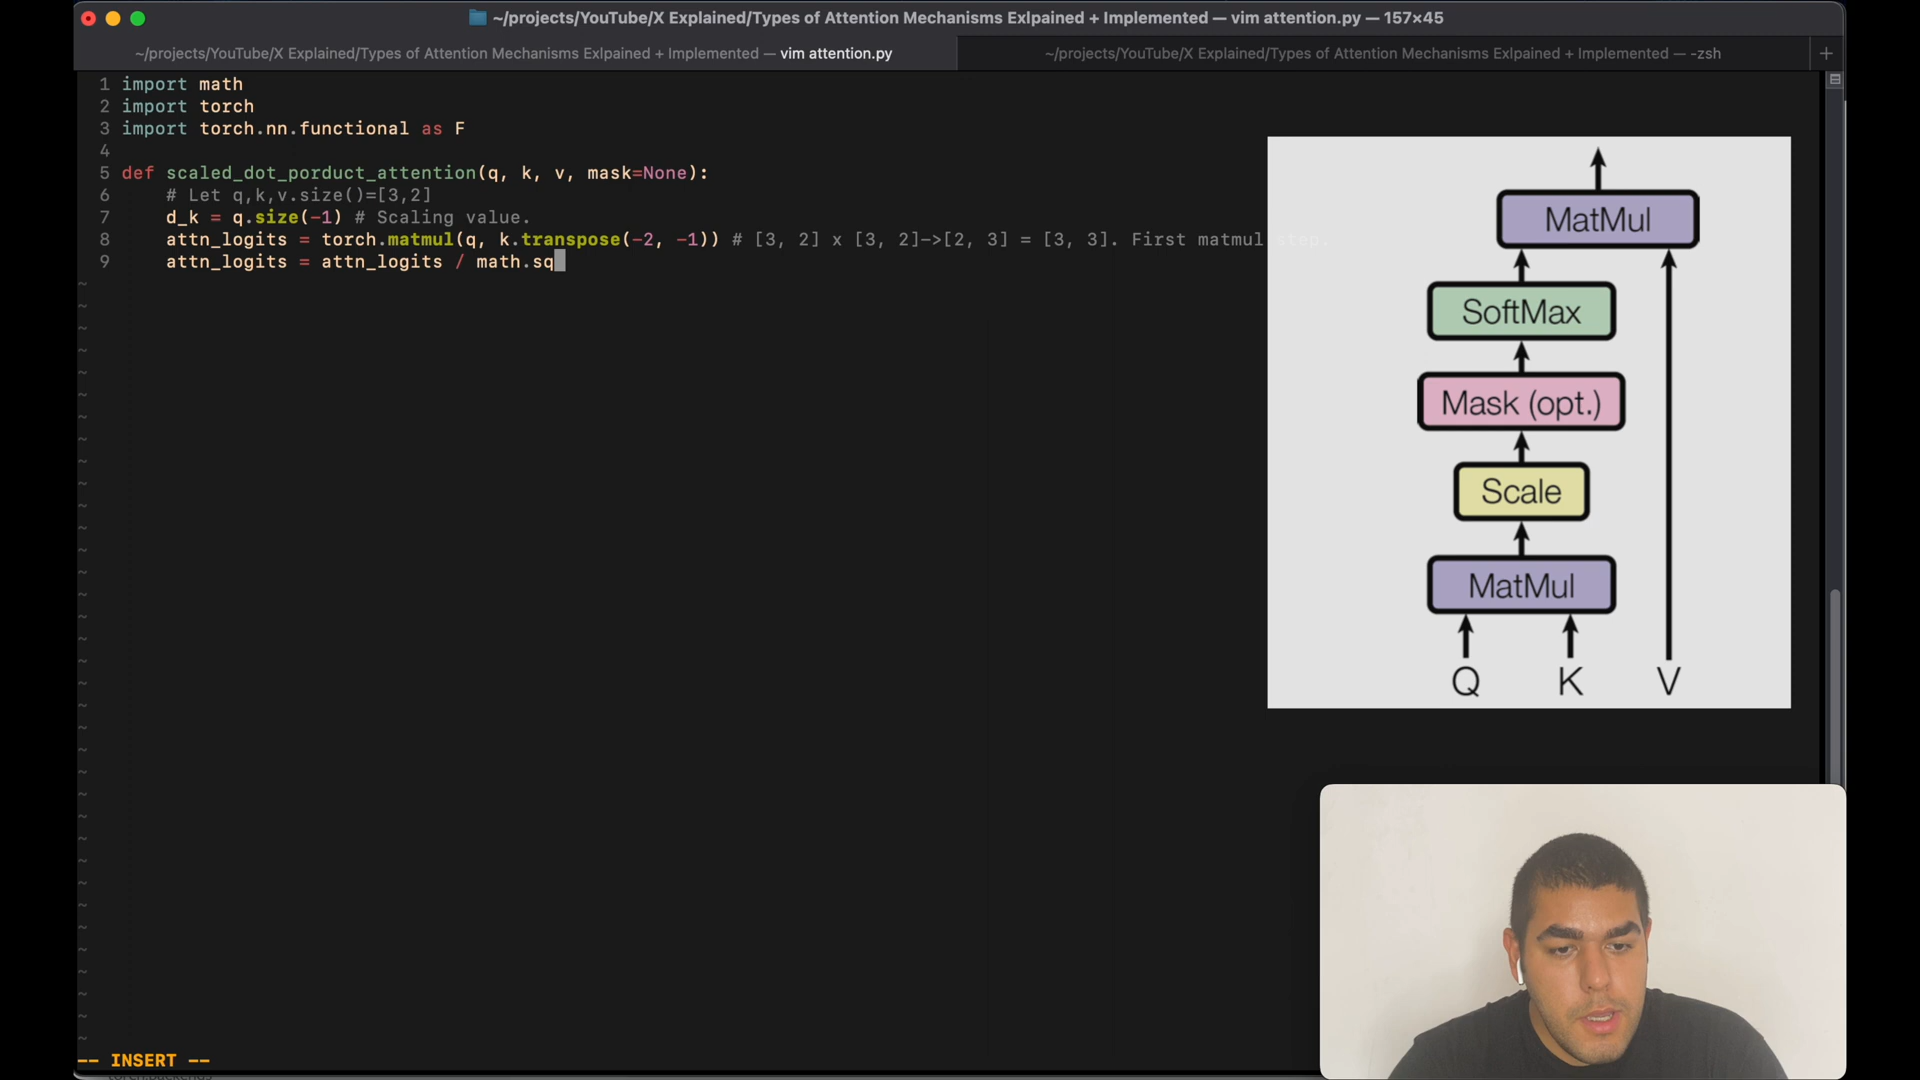 ~/projects/YouTube/X Explained/Types of Attention Mechanisms Exlpained + Implemented — vim attention.py — 157×45
~/projects/YouTube/X Explained/Types of Attention Mechanisms Exlpained + Implemented — vim attention.py
~/projects/YouTube/X Explained/Types of Attention Mechanisms Exlpained + Implemented — -zsh
+
1 import math
2 import torch
3 import torch.nn.functional as F
4
5 def scaled_dot_porduct_attention(q, k, v, mask=None):
6 # Let q,k,v.size()=[3,2]
7 d_k = q.size(-1) # Scaling value.
8 attn_logits = torch.matmul(q, k.transpose(-2, -1)) # [3, 2] x [3, 2]->[2, 3] = [3, 3]. First matmul step.
9 attn_logits = attn_logits / math.sq
MatMul
SoftMax
Mask (opt.)
Scale
MatMul
Q K V
-- INSERT --